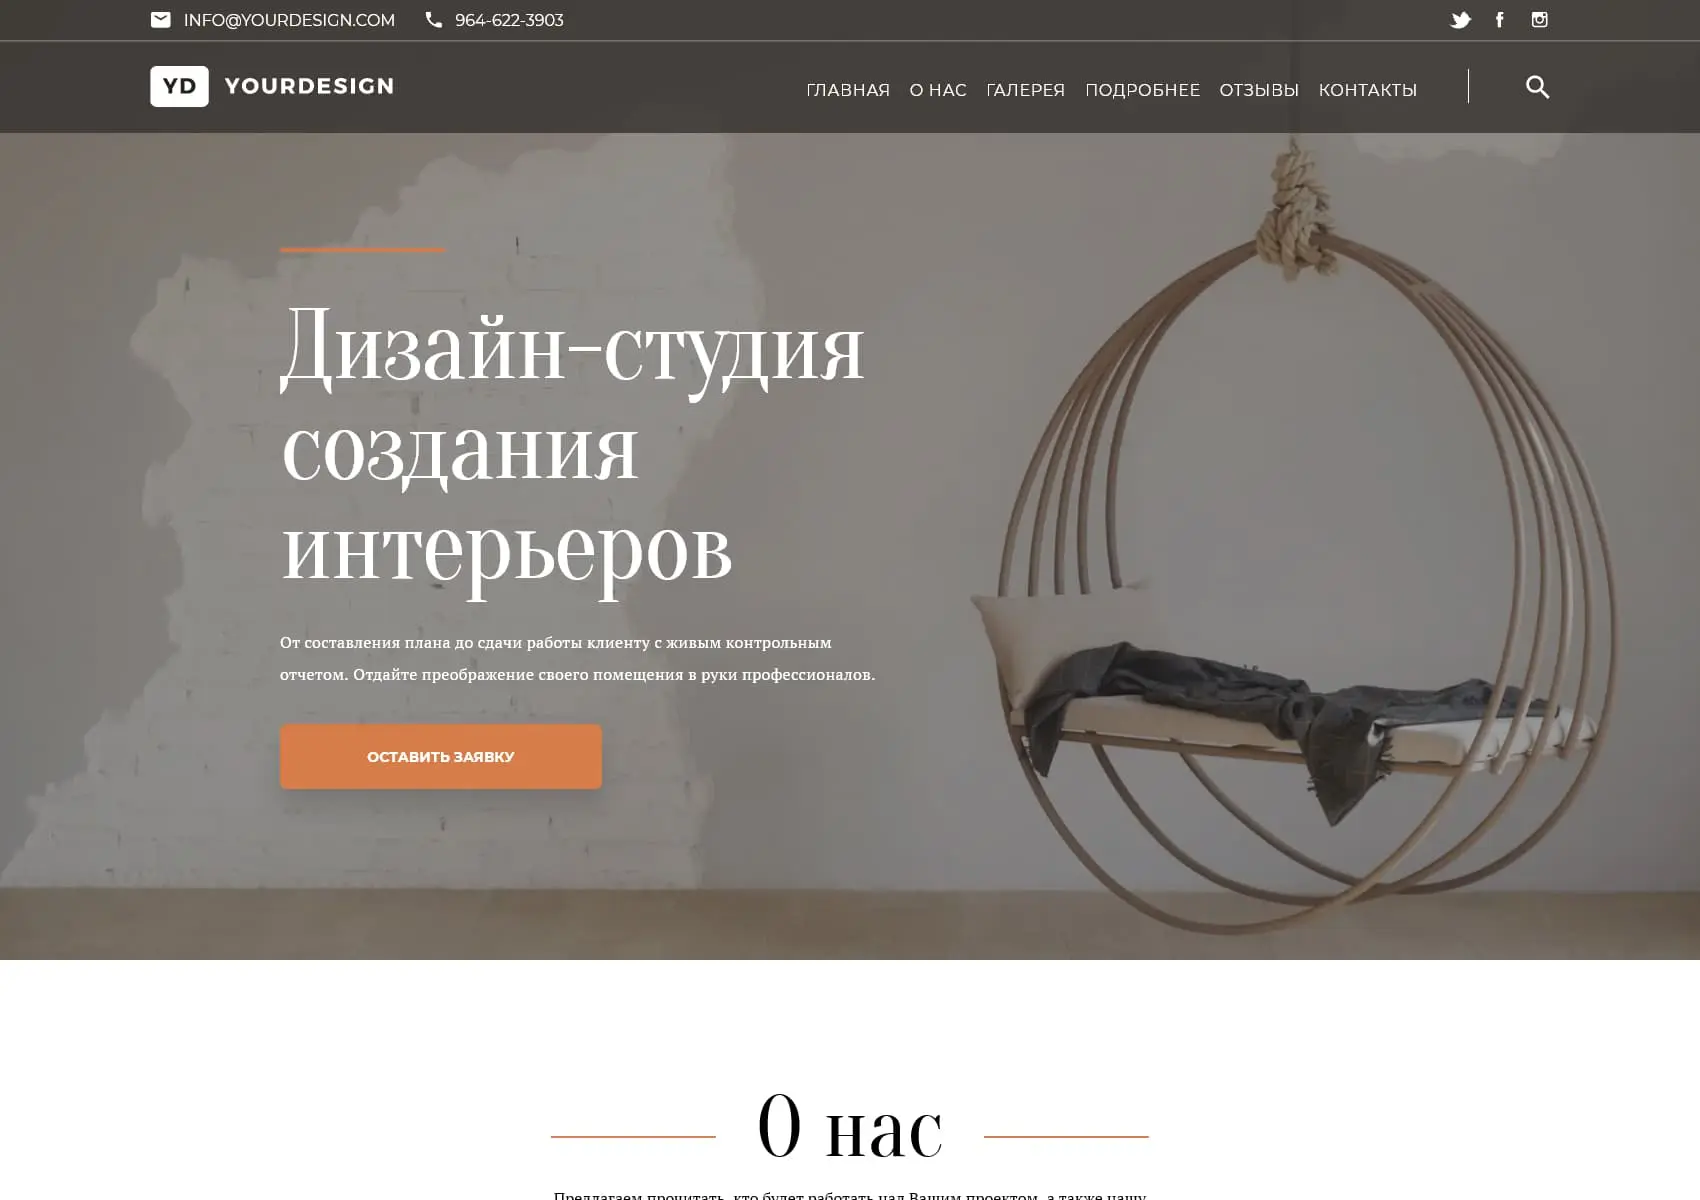 INFO@YOURDESIGN.COM 964-622-3903
YD YOURDESIGN
ГЛАВНАЯ О НАС ГАЛЕРЕЯ ПОДРОБНЕЕ ОТЗЫВЫ КОНТАКТЫ
Дизайн-студия
создания
интерьеров
От составления плана до сдачи работы клиенту с живым контрольным
отчетом. Отдайте преображение своего помещения в руки профессионалов.
ОСТАВИТЬ ЗАЯВКУ
О нас
Предлагаем прочитать, кто будет работать над Вашим проектом, а также нашу